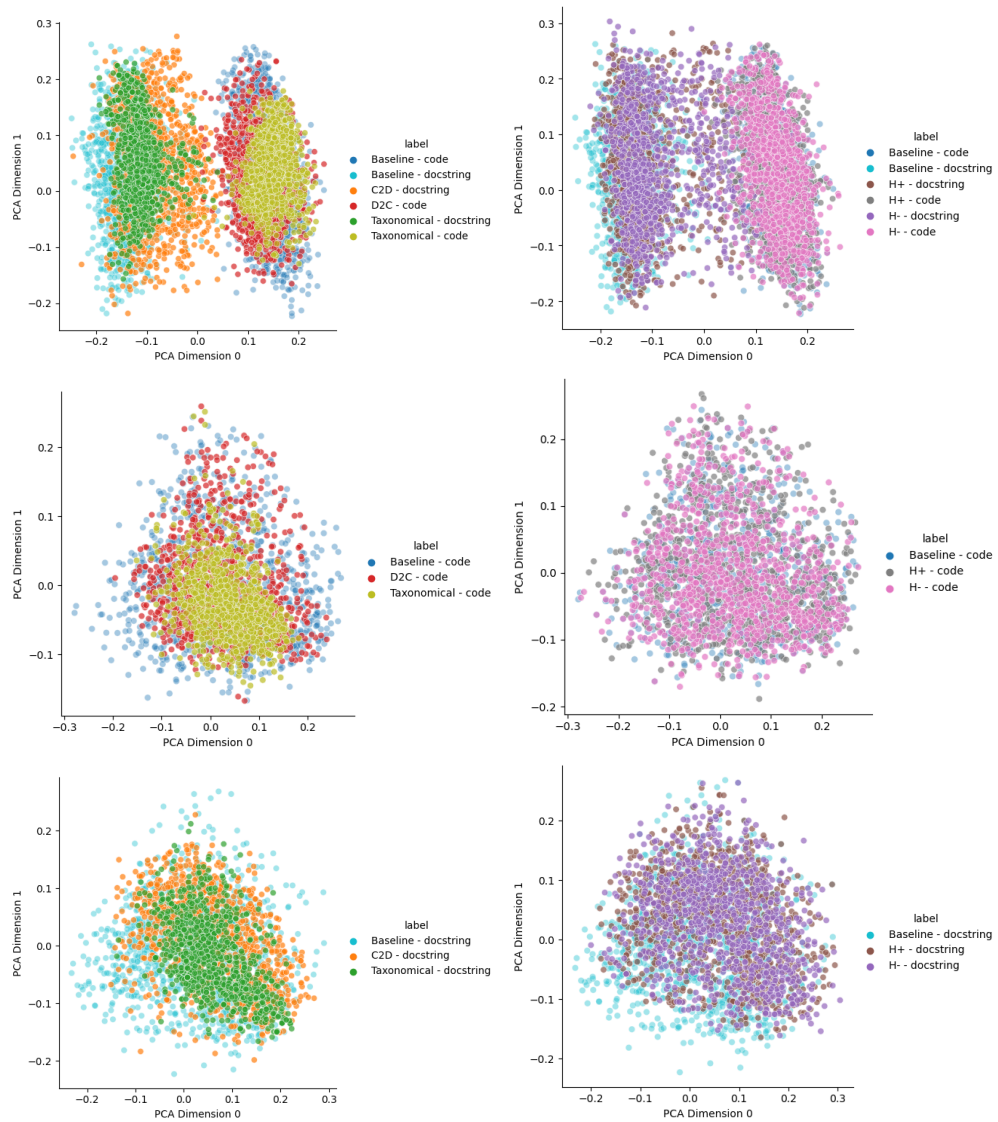 0.3
0.2
0.1
0.0
−0.1
−0.2
PCA Dimension 1
−0.2
−0.1
0.0
0.1
0.2
PCA Dimension 0
label
Baseline - code
Baseline - docstring
C2D - docstring
D2C - code
Taxonomical - docstring
Taxonomical - code
0.3
0.2
0.1
0.0
−0.1
−0.2
PCA Dimension 1
−0.2
−0.1
0.0
0.1
0.2
PCA Dimension 0
label
Baseline - code
Baseline - docstring
H+ - docstring
H+ - code
H- - docstring
H- - code
0.2
0.1
0.0
−0.1
PCA Dimension 1
−0.3
−0.2
−0.1
0.0
0.1
0.2
PCA Dimension 0
label
Baseline - code
D2C - code
Taxonomical - code
0.2
0.1
0.0
−0.1
−0.2
PCA Dimension 1
−0.3
−0.2
−0.1
0.0
0.1
0.2
PCA Dimension 0
label
Baseline - code
H+ - code
H- - code
0.2
0.1
0.0
−0.1
−0.2
PCA Dimension 1
−0.2
−0.1
0.0
0.1
0.2
0.3
PCA Dimension 0
label
Baseline - docstring
C2D - docstring
Taxonomical - docstring
0.2
0.1
0.0
−0.1
−0.2
PCA Dimension 1
−0.2
−0.1
0.0
0.1
0.2
0.3
PCA Dimension 0
label
Baseline - docstring
H+ - docstring
H- - docstring